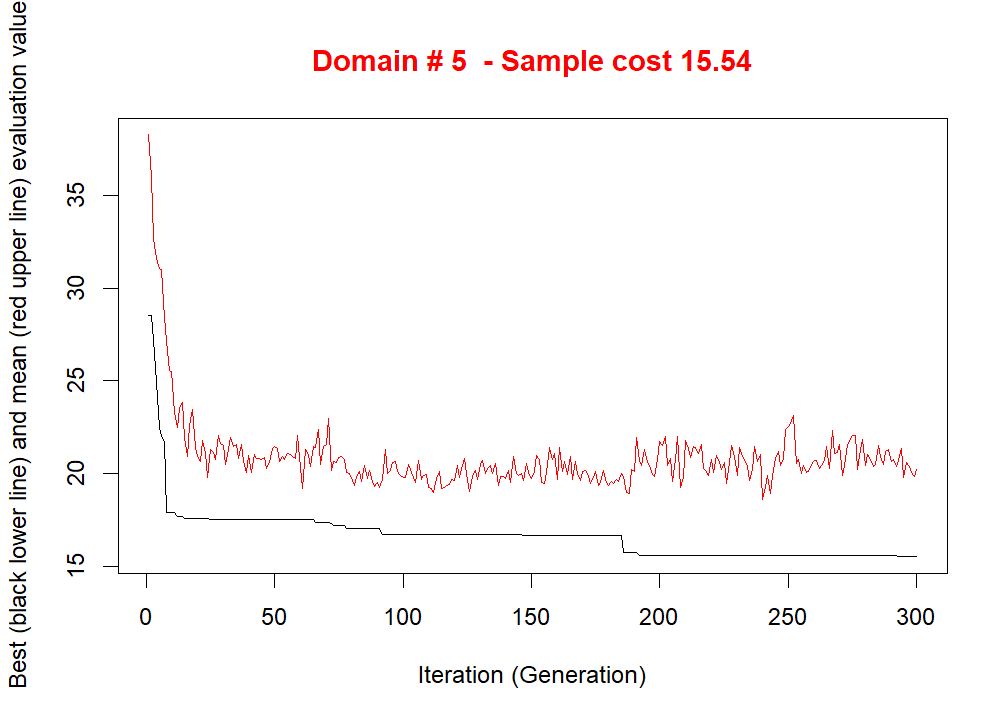 Domain # 5  - Sample cost 15.54
Best (black lower line) and mean (red upper line) evaluation value
35
30
25
20
15
0 50 100 150 200 250 300
Iteration (Generation)